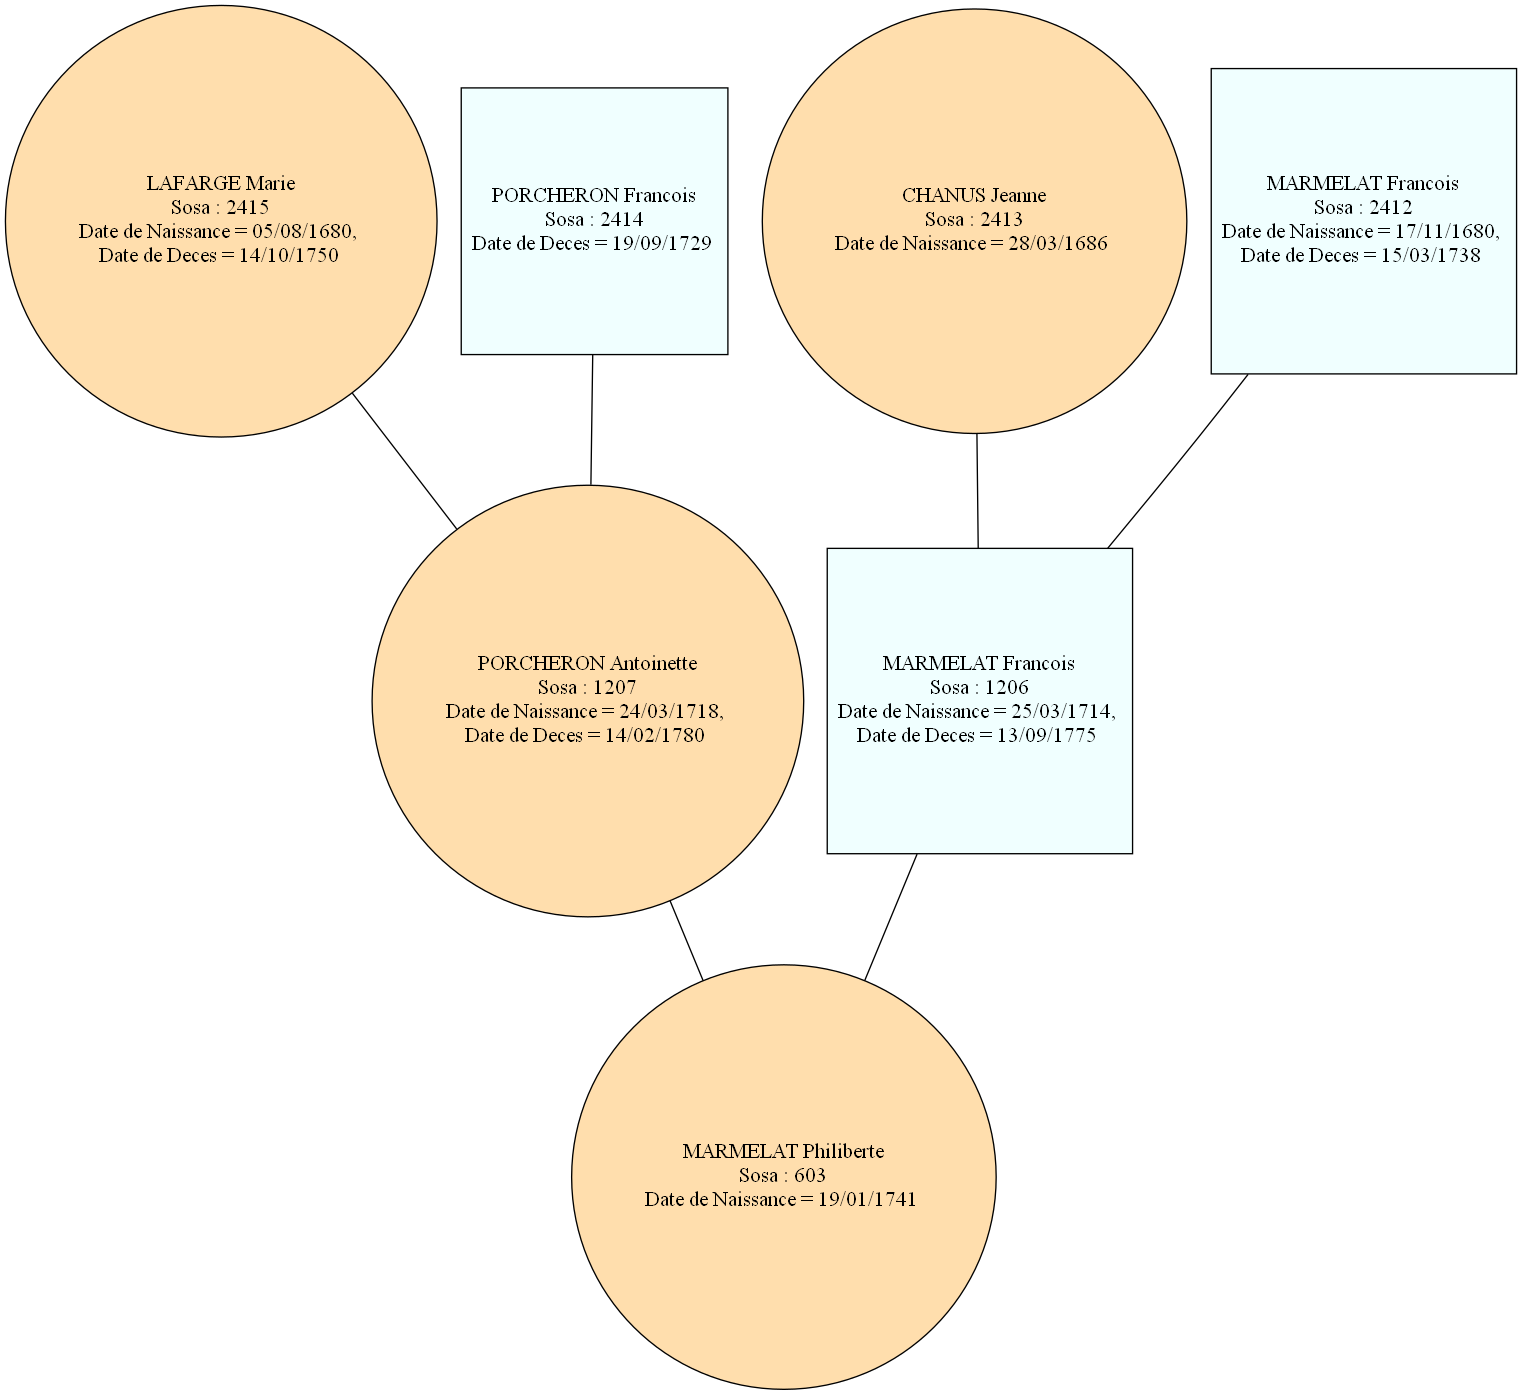 LAFARGE Marie
Sosa : 2415
Date de Naissance = 05/08/1680,
Date de Deces = 14/10/1750
PORCHERON Francois
Sosa : 2414
Date de Deces = 19/09/1729
CHANUS Jeanne
Sosa : 2413
Date de Naissance = 28/03/1686
MARMELAT Francois
Sosa : 2412
Date de Naissance = 17/11/1680,
Date de Deces = 15/03/1738
PORCHERON Antoinette
Sosa : 1207
Date de Naissance = 24/03/1718,
Date de Deces = 14/02/1780
MARMELAT Francois
Sosa : 1206
Date de Naissance = 25/03/1714,
Date de Deces = 13/09/1775
MARMELAT Philiberte
Sosa : 603
Date de Naissance = 19/01/1741